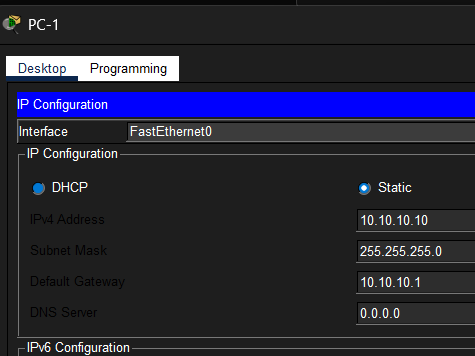 PC-1
Desktop Programming
IP Configuration
Interface FastEthernet0
IP Configuration
DHCP Static
IPv4 Address 10.10.10.10
Subnet Mask 255.255.255.0
Default Gateway 10.10.10.1
DNS Server 0.0.0.0
IPv6 Configuration